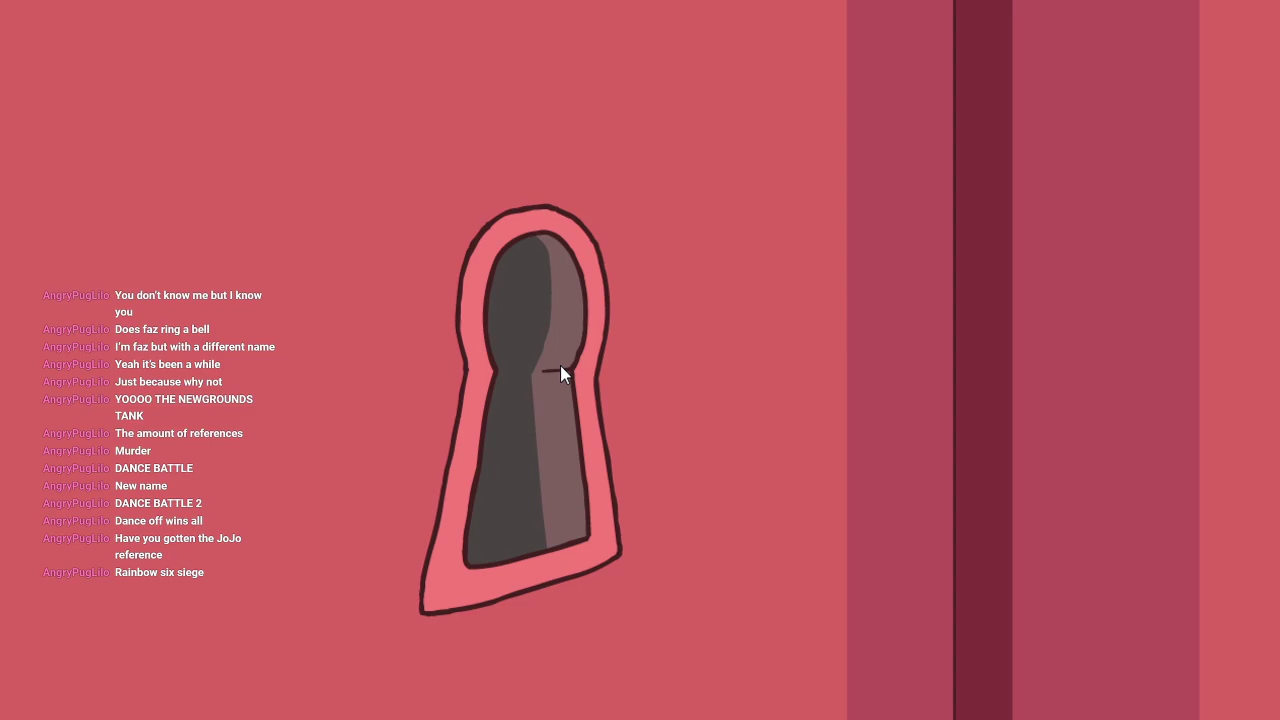 AngryPugLilo You don't know me but I know
you
AngryPugLilo Does faz ring a bell
AngryPugLilo I'm faz but with a different name
AngryPugLilo Yeah it's been a while
AngryPugLilo Just because why not
AngryPugLilo YOOOO THE NEWGROUNDS
TANK
AngryPugLilo The amount of references
AngryPugLilo Murder
AngryPugLilo DANCE BATTLE
AngryPugLilo New name
AngryPugLilo DANCE BATTLE 2
AngryPugLilo Dance off wins all
AngryPugLilo Have you gotten the JoJo
reference
AngryPugLilo Rainbow six siege